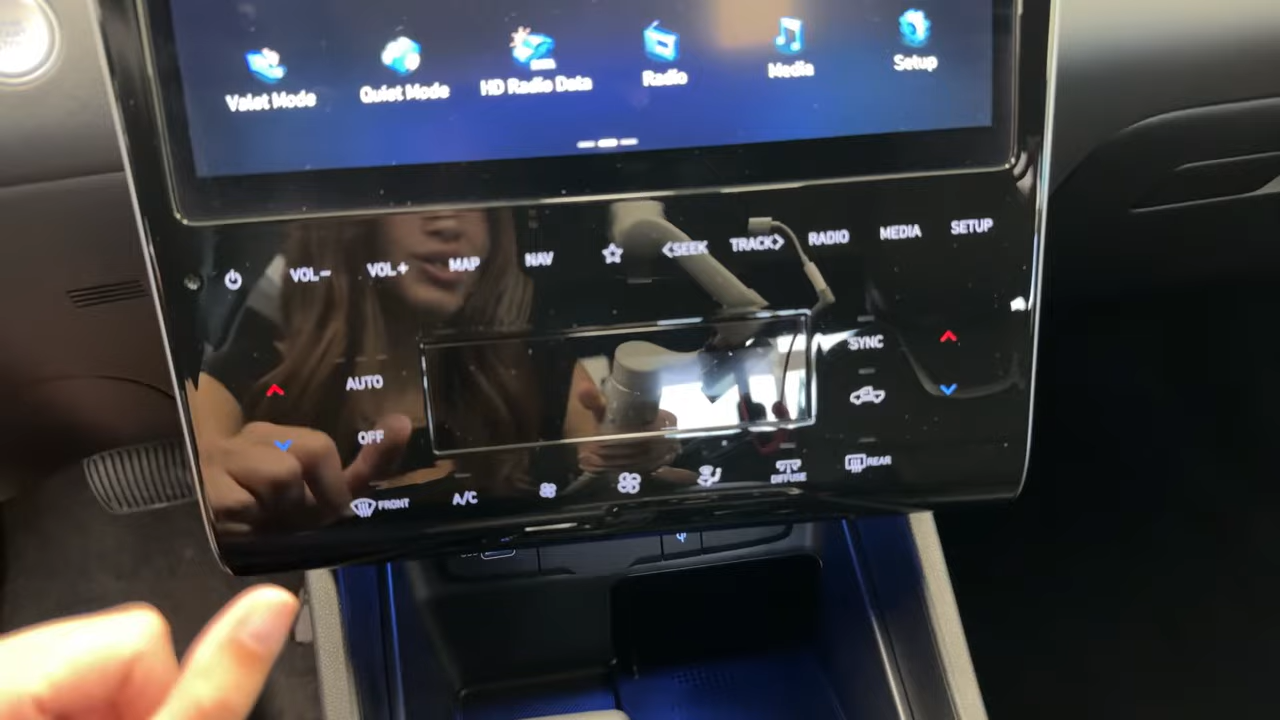 Valet Mode
Quiet Mode
HD Radio Data
Radio
Media
Setup
VOL-
VOL+
MAP
NAV
<SEEK
TRACK>
RADIO
MEDIA
SETUP
AUTO
SYNC
OFF
FRONT
A/C
DIFFUSE
REAR